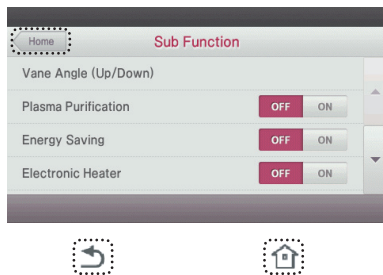 Home Sub Function
Vane Angle (Up/Down)
Plasma Purification OFF ON
Energy Saving OFF ON
Electronic Heater OFF ON